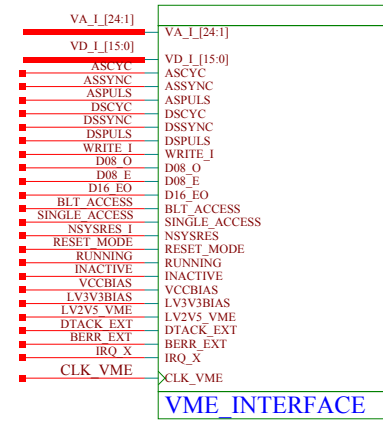 VA_I_[24:1] VA_I_[24:1]
VD_I_[15:0] VD_I_[15:0]
ASCYC ASCYC
ASSYNC ASSYNC
ASPULS ASPULS
DSCYC DSCYC
DSSYNC DSSYNC
DSPULS DSPULS
WRITE_I WRITE_I
D08_O D08_O
D08_E D08_E
D16_EO D16_EO
BLT_ACCESS BLT_ACCESS
SINGLE_ACCESS SINGLE_ACCESS
NSYSRES_I NSYSRES
RESET_MODE RESET_MODE
RUNNING RUNNING
INACTIVE INACTIVE
VCCBIAS VCCBIAS
LV3V3BIAS LV3V3BIAS
LV2V5_VME LV2V5_VME
DTACK_EXT DTACK_EXT
BERR_EXT BERR_EXT
IRQ_X IRQ_X
CLK_VME CLK_VME
VME_INTERFACE